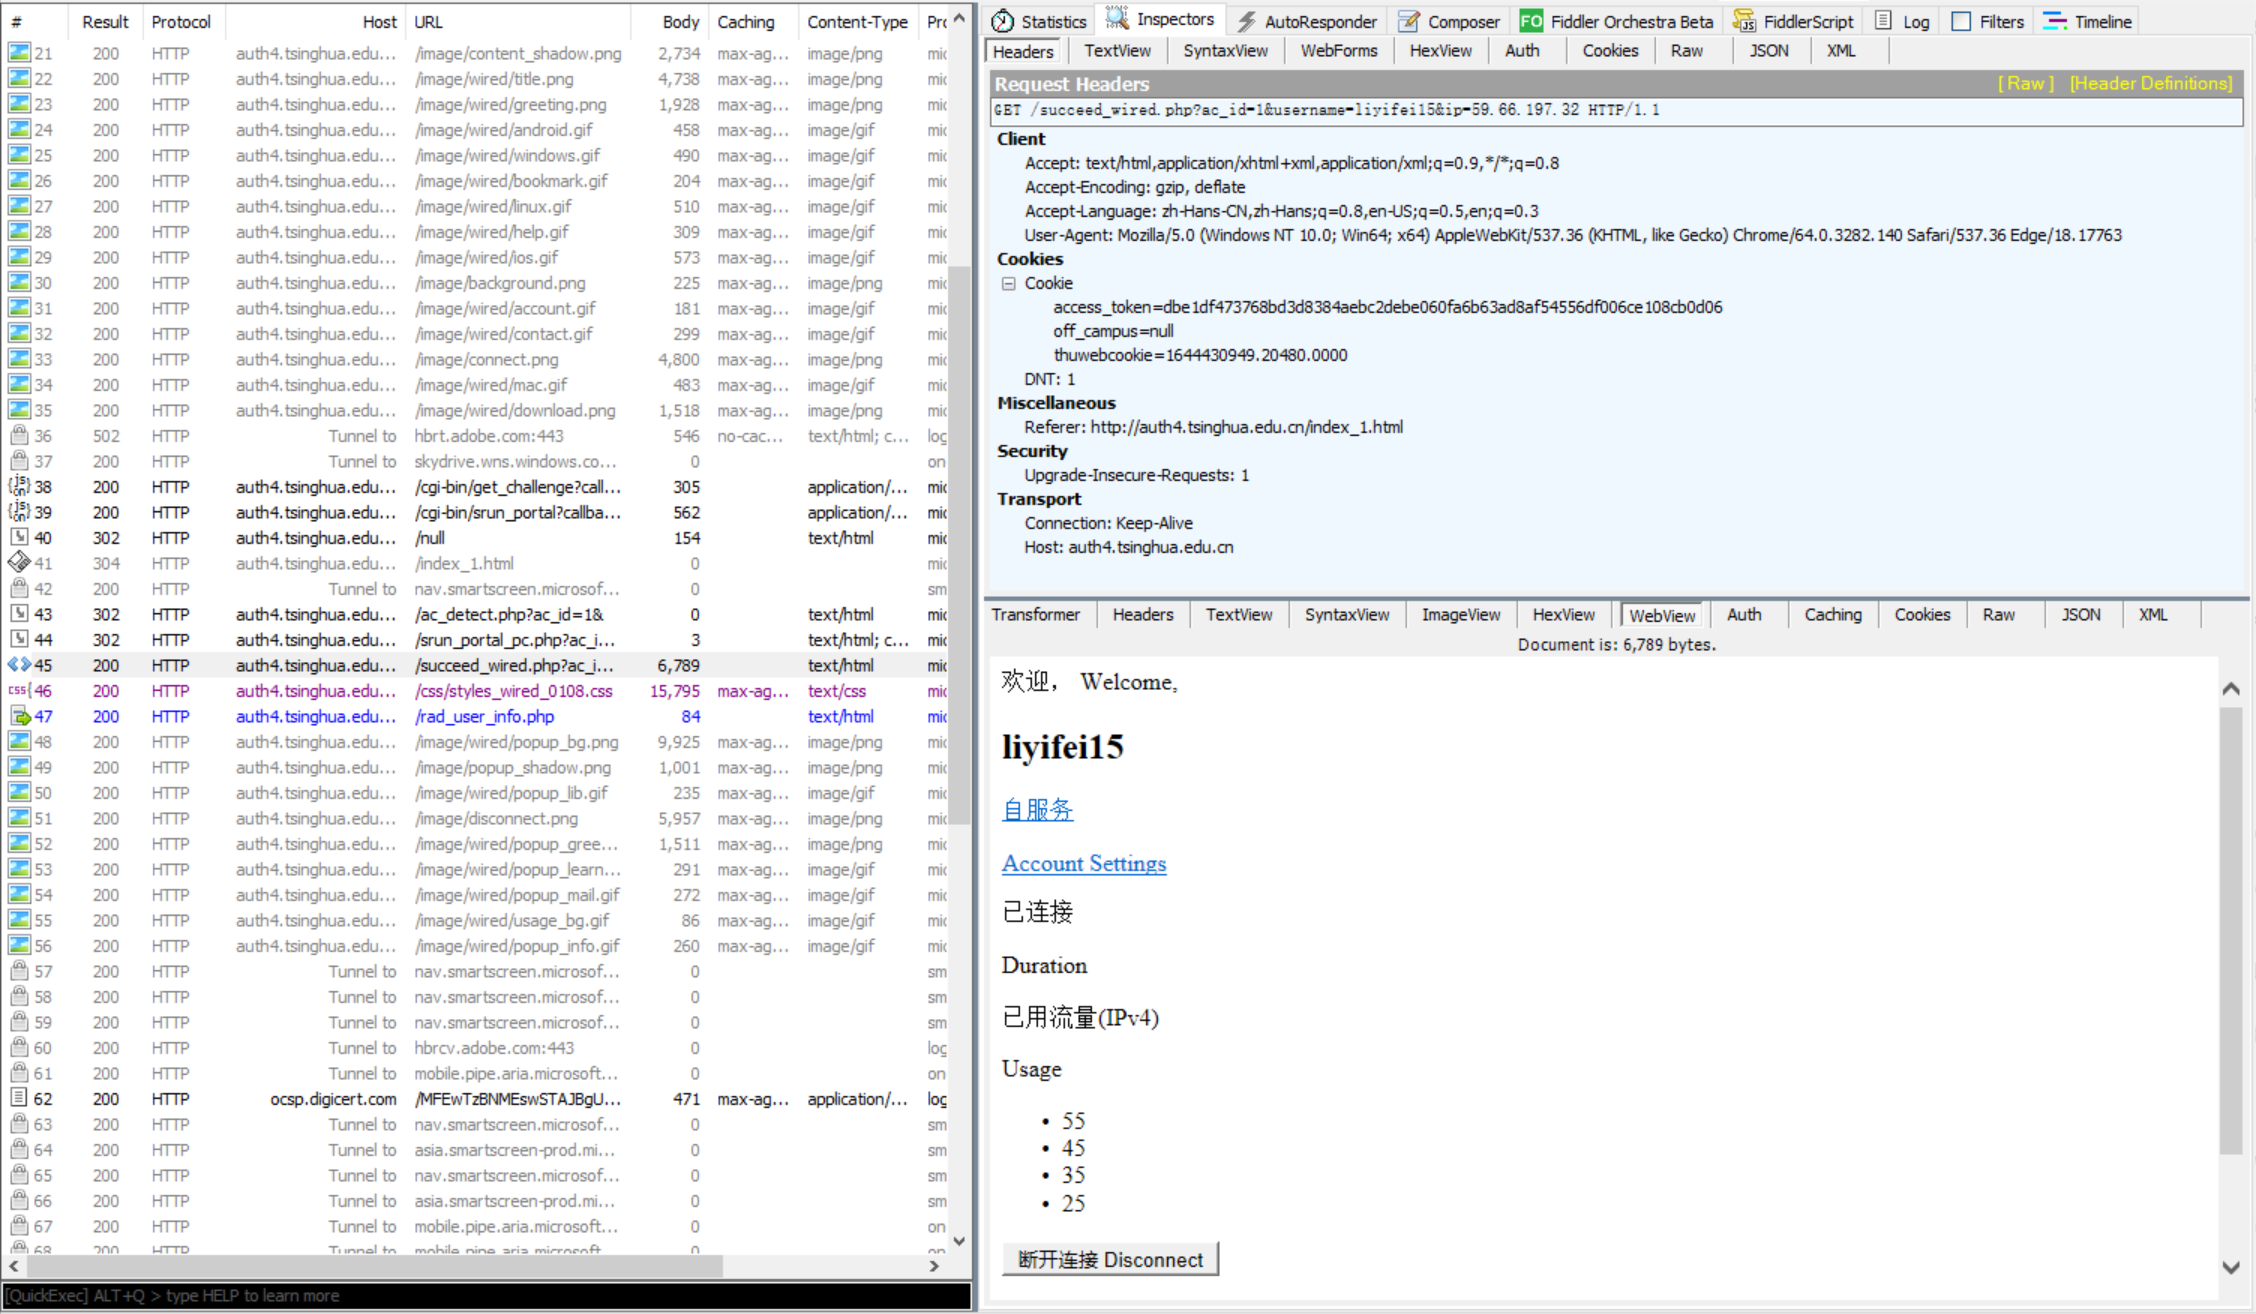 # Result Protocol Host URL Body Caching Content-Type Pro
21 200 HTTP auth4.tsinghua.edu... /image/content_shadow.png 2,734 max-ag... image/png mic
22 200 HTTP auth4.tsinghua.edu... /image/wired/title.png 4,738 max-ag... image/png mic
23 200 HTTP auth4.tsinghua.edu... /image/wired/greeting.png 1,928 max-ag... image/png mic
24 200 HTTP auth4.tsinghua.edu... /image/wired/android.gif 458 max-ag... image/gif mic
25 200 HTTP auth4.tsinghua.edu... /image/wired/windows.gif 490 max-ag... image/gif mic
26 200 HTTP auth4.tsinghua.edu... /image/wired/bookmark.gif 204 max-ag... image/gif mic
27 200 HTTP auth4.tsinghua.edu... /image/wired/linux.gif 510 max-ag... image/gif mic
28 200 HTTP auth4.tsinghua.edu... /image/wired/help.gif 309 max-ag... image/gif mic
29 200 HTTP auth4.tsinghua.edu... /image/wired/ios.gif 573 max-ag... image/gif mic
30 200 HTTP auth4.tsinghua.edu... /image/background.png 225 max-ag... image/png mic
31 200 HTTP auth4.tsinghua.edu... /image/wired/account.gif 181 max-ag... image/gif mic
32 200 HTTP auth4.tsinghua.edu... /image/wired/contact.gif 299 max-ag... image/gif mic
33 200 HTTP auth4.tsinghua.edu... /image/connect.png 4,800 max-ag... image/png mic
34 200 HTTP auth4.tsinghua.edu... /image/wired/mac.gif 483 max-ag... image/gif mic
35 200 HTTP auth4.tsinghua.edu... /image/wired/download.png 1,518 max-ag... image/png mic
36 502 HTTP Tunnel to hbrt.adobe.com:443 546 no-cac... text/html; c... log
37 200 HTTP Tunnel to skydrive.wns.windows.co... 0 on
38 200 HTTP auth4.tsinghua.edu... /cgi-bin/get_challenge?call... 305 application/... mic
39 200 HTTP auth4.tsinghua.edu... /cgi-bin/srun_portal?callba... 562 application/... mic
40 302 HTTP auth4.tsinghua.edu... /null 154 text/html mic
41 304 HTTP auth4.tsinghua.edu... /index_1.html 0 mic
42 200 HTTP Tunnel to nav.smartscreen.microsof... 0 sm
43 302 HTTP auth4.tsinghua.edu... /ac_detect.php?ac_id=1& 0 text/html mic
44 302 HTTP auth4.tsinghua.edu... /srun_portal_pc.php?ac_i... 3 text/html; c... mic
45 200 HTTP auth4.tsinghua.edu... /succeed_wired.php?ac_i... 6,789 text/html mic
46 200 HTTP auth4.tsinghua.edu... /css/styles_wired_0108.css 15,795 max-ag... text/css mic
47 200 HTTP auth4.tsinghua.edu... /rad_user_info.php 84 text/html mic
48 200 HTTP auth4.tsinghua.edu... /image/wired/popup_bg.png 9,925 max-ag... image/png mic
49 200 HTTP auth4.tsinghua.edu... /image/popup_shadow.png 1,001 max-ag... image/png mic
50 200 HTTP auth4.tsinghua.edu... /image/wired/popup_lib.gif 235 max-ag... image/gif mic
51 200 HTTP auth4.tsinghua.edu... /image/disconnect.png 5,957 max-ag... image/png mic
52 200 HTTP auth4.tsinghua.edu... /image/wired/popup_gree... 1,511 max-ag... image/png mic
53 200 HTTP auth4.tsinghua.edu... /image/wired/popup_learn... 291 max-ag... image/gif mic
54 200 HTTP auth4.tsinghua.edu... /image/wired/popup_mail.gif 272 max-ag... image/gif mic
55 200 HTTP auth4.tsinghua.edu... /image/wired/usage_bg.gif 86 max-ag... image/gif mic
56 200 HTTP auth4.tsinghua.edu... /image/wired/popup_info.gif 260 max-ag... image/gif mic
57 200 HTTP Tunnel to nav.smartscreen.microsof... 0 sm
58 200 HTTP Tunnel to nav.smartscreen.microsof... 0 sm
59 200 HTTP Tunnel to nav.smartscreen.microsof... 0 sm
60 200 HTTP Tunnel to hbrcv.adobe.com:443 0 log
61 200 HTTP Tunnel to mobile.pipe.aria.microsoft... 0 on
62 200 HTTP ocsp.digicert.com /MFEwTzBNMEswSTAJBgU... 471 max-ag... application/... log
63 200 HTTP Tunnel to nav.smartscreen.microsof... 0 sm
64 200 HTTP Tunnel to asia.smartscreen-prod.mi... 0 sm
65 200 HTTP Tunnel to nav.smartscreen.microsof... 0 sm
66 200 HTTP Tunnel to asia.smartscreen-prod.mi... 0 sm
67 200 HTTP Tunnel to mobile.pipe.aria.microsoft... 0 on
68 200 HTTP Tunnel to mobile.pipe.aria.microsoft 0 on
[QuickExec] ALT+Q > type HELP to learn more
Statistics Inspectors AutoResponder Composer FO Fiddler Orchestra Beta FiddlerScript Log Filters Timeline
Headers TextView SyntaxView WebForms HexView Auth Cookies Raw JSON XML
Request Headers [ Raw ] [Header Definitions]
GET /succeed_wired.php?ac_id=1&username=liyifei15&ip=59.66.197.32 HTTP/1.1
Client
Accept: text/html,application/xhtml+xml,application/xml;q=0.9,*/*;q=0.8
Accept-Encoding: gzip, deflate
Accept-Language: zh-Hans-CN,zh-Hans;q=0.8,en-US;q=0.5,en;q=0.3
User-Agent: Mozilla/5.0 (Windows NT 10.0; Win64; x64) AppleWebKit/537.36 (KHTML, like Gecko) Chrome/64.0.3282.140 Safari/537.36 Edge/18.17763
Cookies
Cookie
access_token=dbe1df473768bd3d8384aebc2debe060fa6b63ad8af54556df006ce108cb0d06
off_campus=null
thuwebcookie=1644430949.20480.0000
DNT: 1
Miscellaneous
Referer: http://auth4.tsinghua.edu.cn/index_1.html
Security
Upgrade-Insecure-Requests: 1
Transport
Connection: Keep-Alive
Host: auth4.tsinghua.edu.cn
Transformer Headers TextView SyntaxView ImageView HexView WebView Auth Caching Cookies Raw JSON XML
Document is: 6,789 bytes.
欢迎， Welcome,
liyifei15
自服务
Account Settings
已连接
Duration
已用流量(IPv4)
Usage
• 55
• 45
• 35
• 25
断开连接 Disconnect